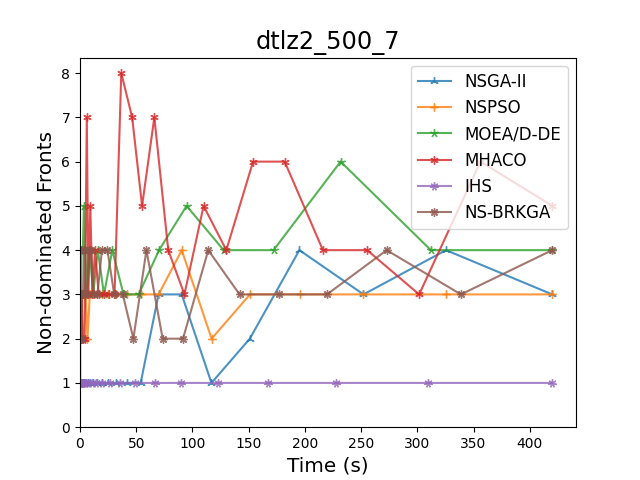 dtlz2_500_7
Non-dominated Fronts
8
7
6
5
4
3
2
1
0
0
50
100
150
200
250
300
350
400
Time (s)
NSGA-II
NSPSO
MOEA/D-DE
MHACO
IHS
NS-BRKGA